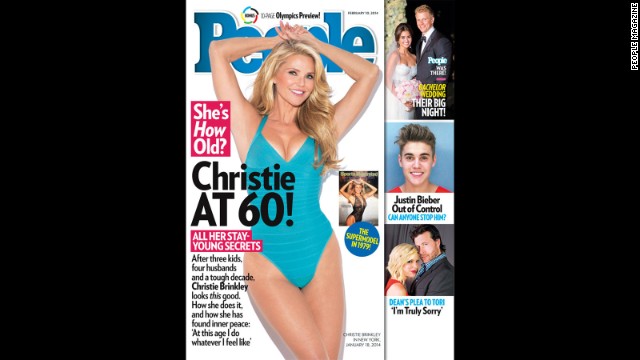 10-PAGE Olympics Preview!
FEBRUARY 10, 2014
People
She's
How
Old?
Christie
AT 60!
ALL HER STAY-
YOUNG SECRETS
After three kids,
four husbands
and a tough decade,
Christie Brinkley
looks this good.
How she does it,
and how she has
found inner peace:
'At this age I do
whatever I feel like'
Sports Illustrated
THE
SUPERMODEL
IN 1979!
CHRISTIE BRINKLEY
IN NEW YORK,
JANUARY 18, 2014
People
WAS
THERE!
BACHELOR
WEDDING
THEIR BIG
NIGHT!
Justin Bieber
Out of Control
CAN ANYONE STOP HIM?
DEAN'S PLEA TO TORI
'I'm Truly Sorry'
PEOPLE MAGAZINE